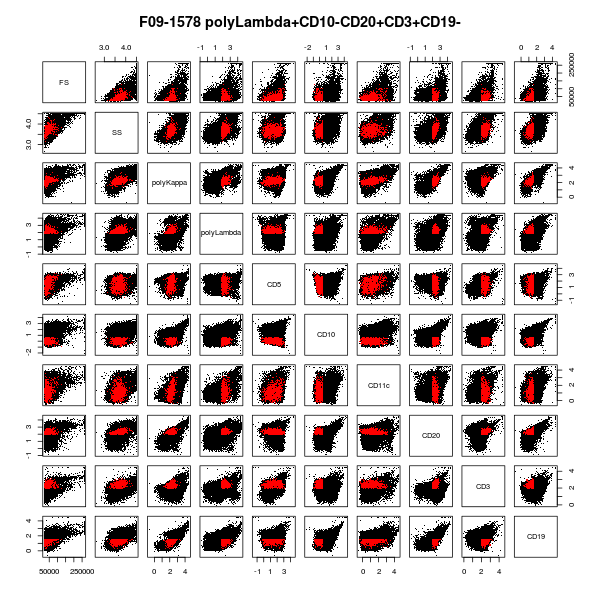 F09-1578 polyLambda+CD10-CD20+CD3+CD19-
3.0 4.0 -1 1 3 -2 0 1 2 3 -1 1 3 0 2 4
FS
50000 250000
3.0 4.0
SS
polyKappa
0 2 4
-1 1 3
polyLambda
CD5
-1 1 3
-2 0 2
CD10
CD11c
0 2 4
-1 1 3
CD20
CD3
0 2 4
0 2 4
CD19
50000 250000 0 2 4 -1 1 3 0 2 4 0 2 4